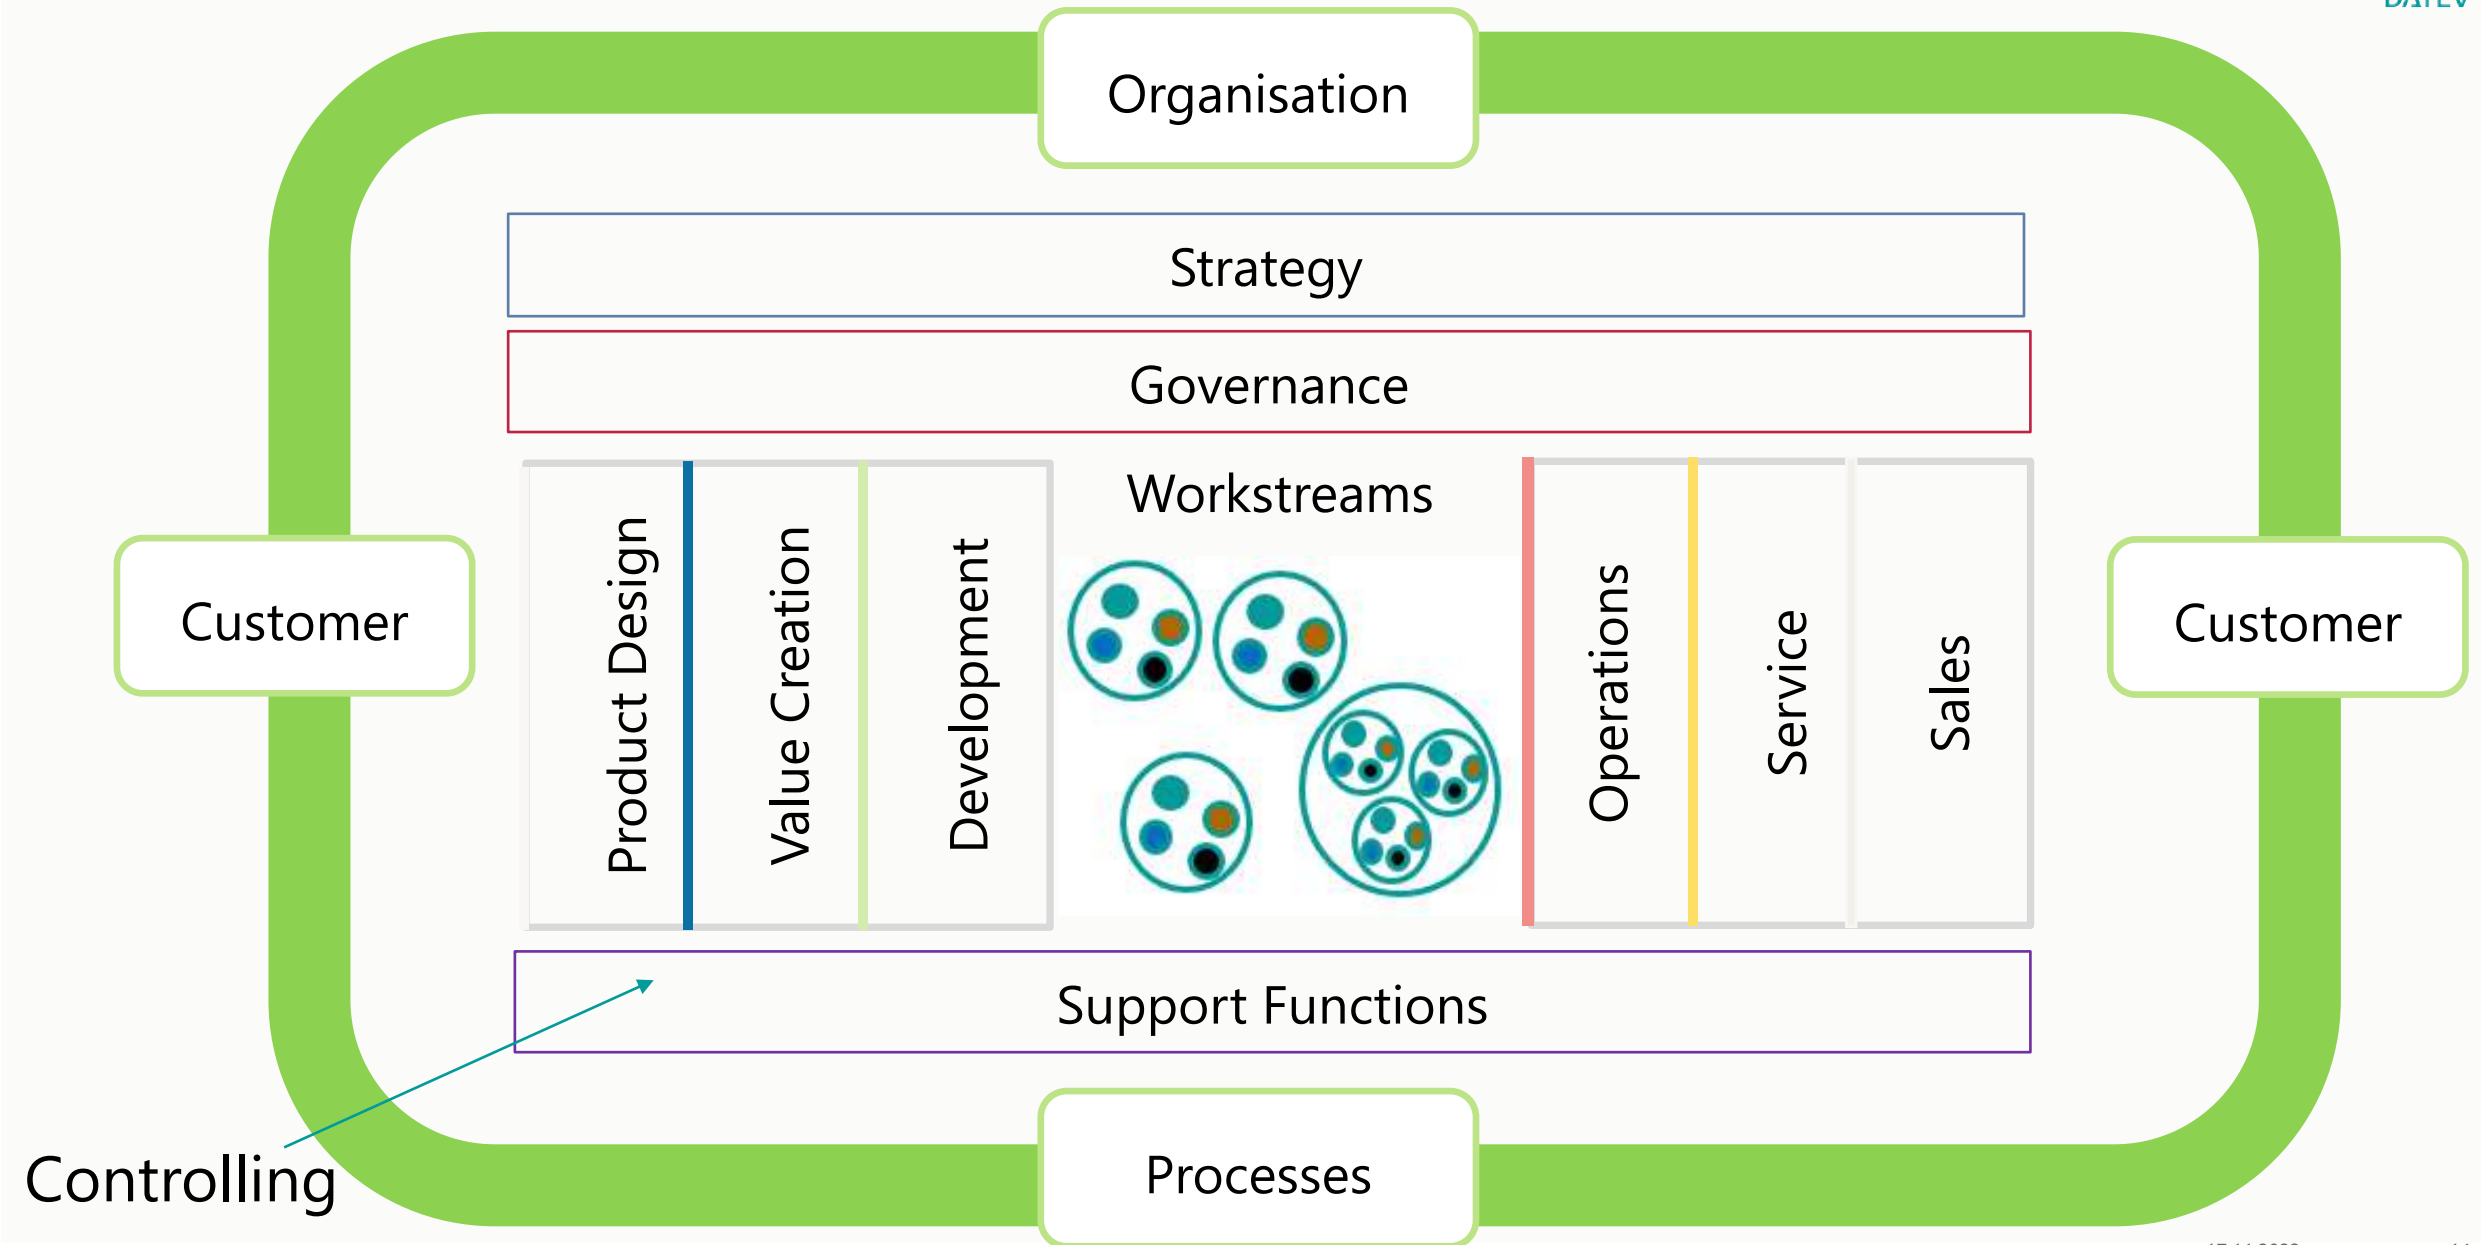 Organisation
Strategy
Governance
Workstreams
Product Design
Value Creation
Development
Operations
Service
Sales
Customer
Customer
Support Functions
Controlling
Processes